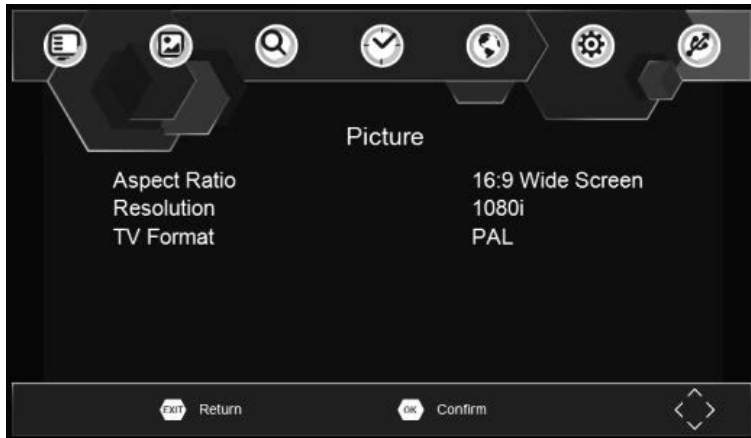 Picture
Aspect Ratio 16:9 Wide Screen
Resolution 1080i
TV Format PAL
EXIT Return OK Confirm